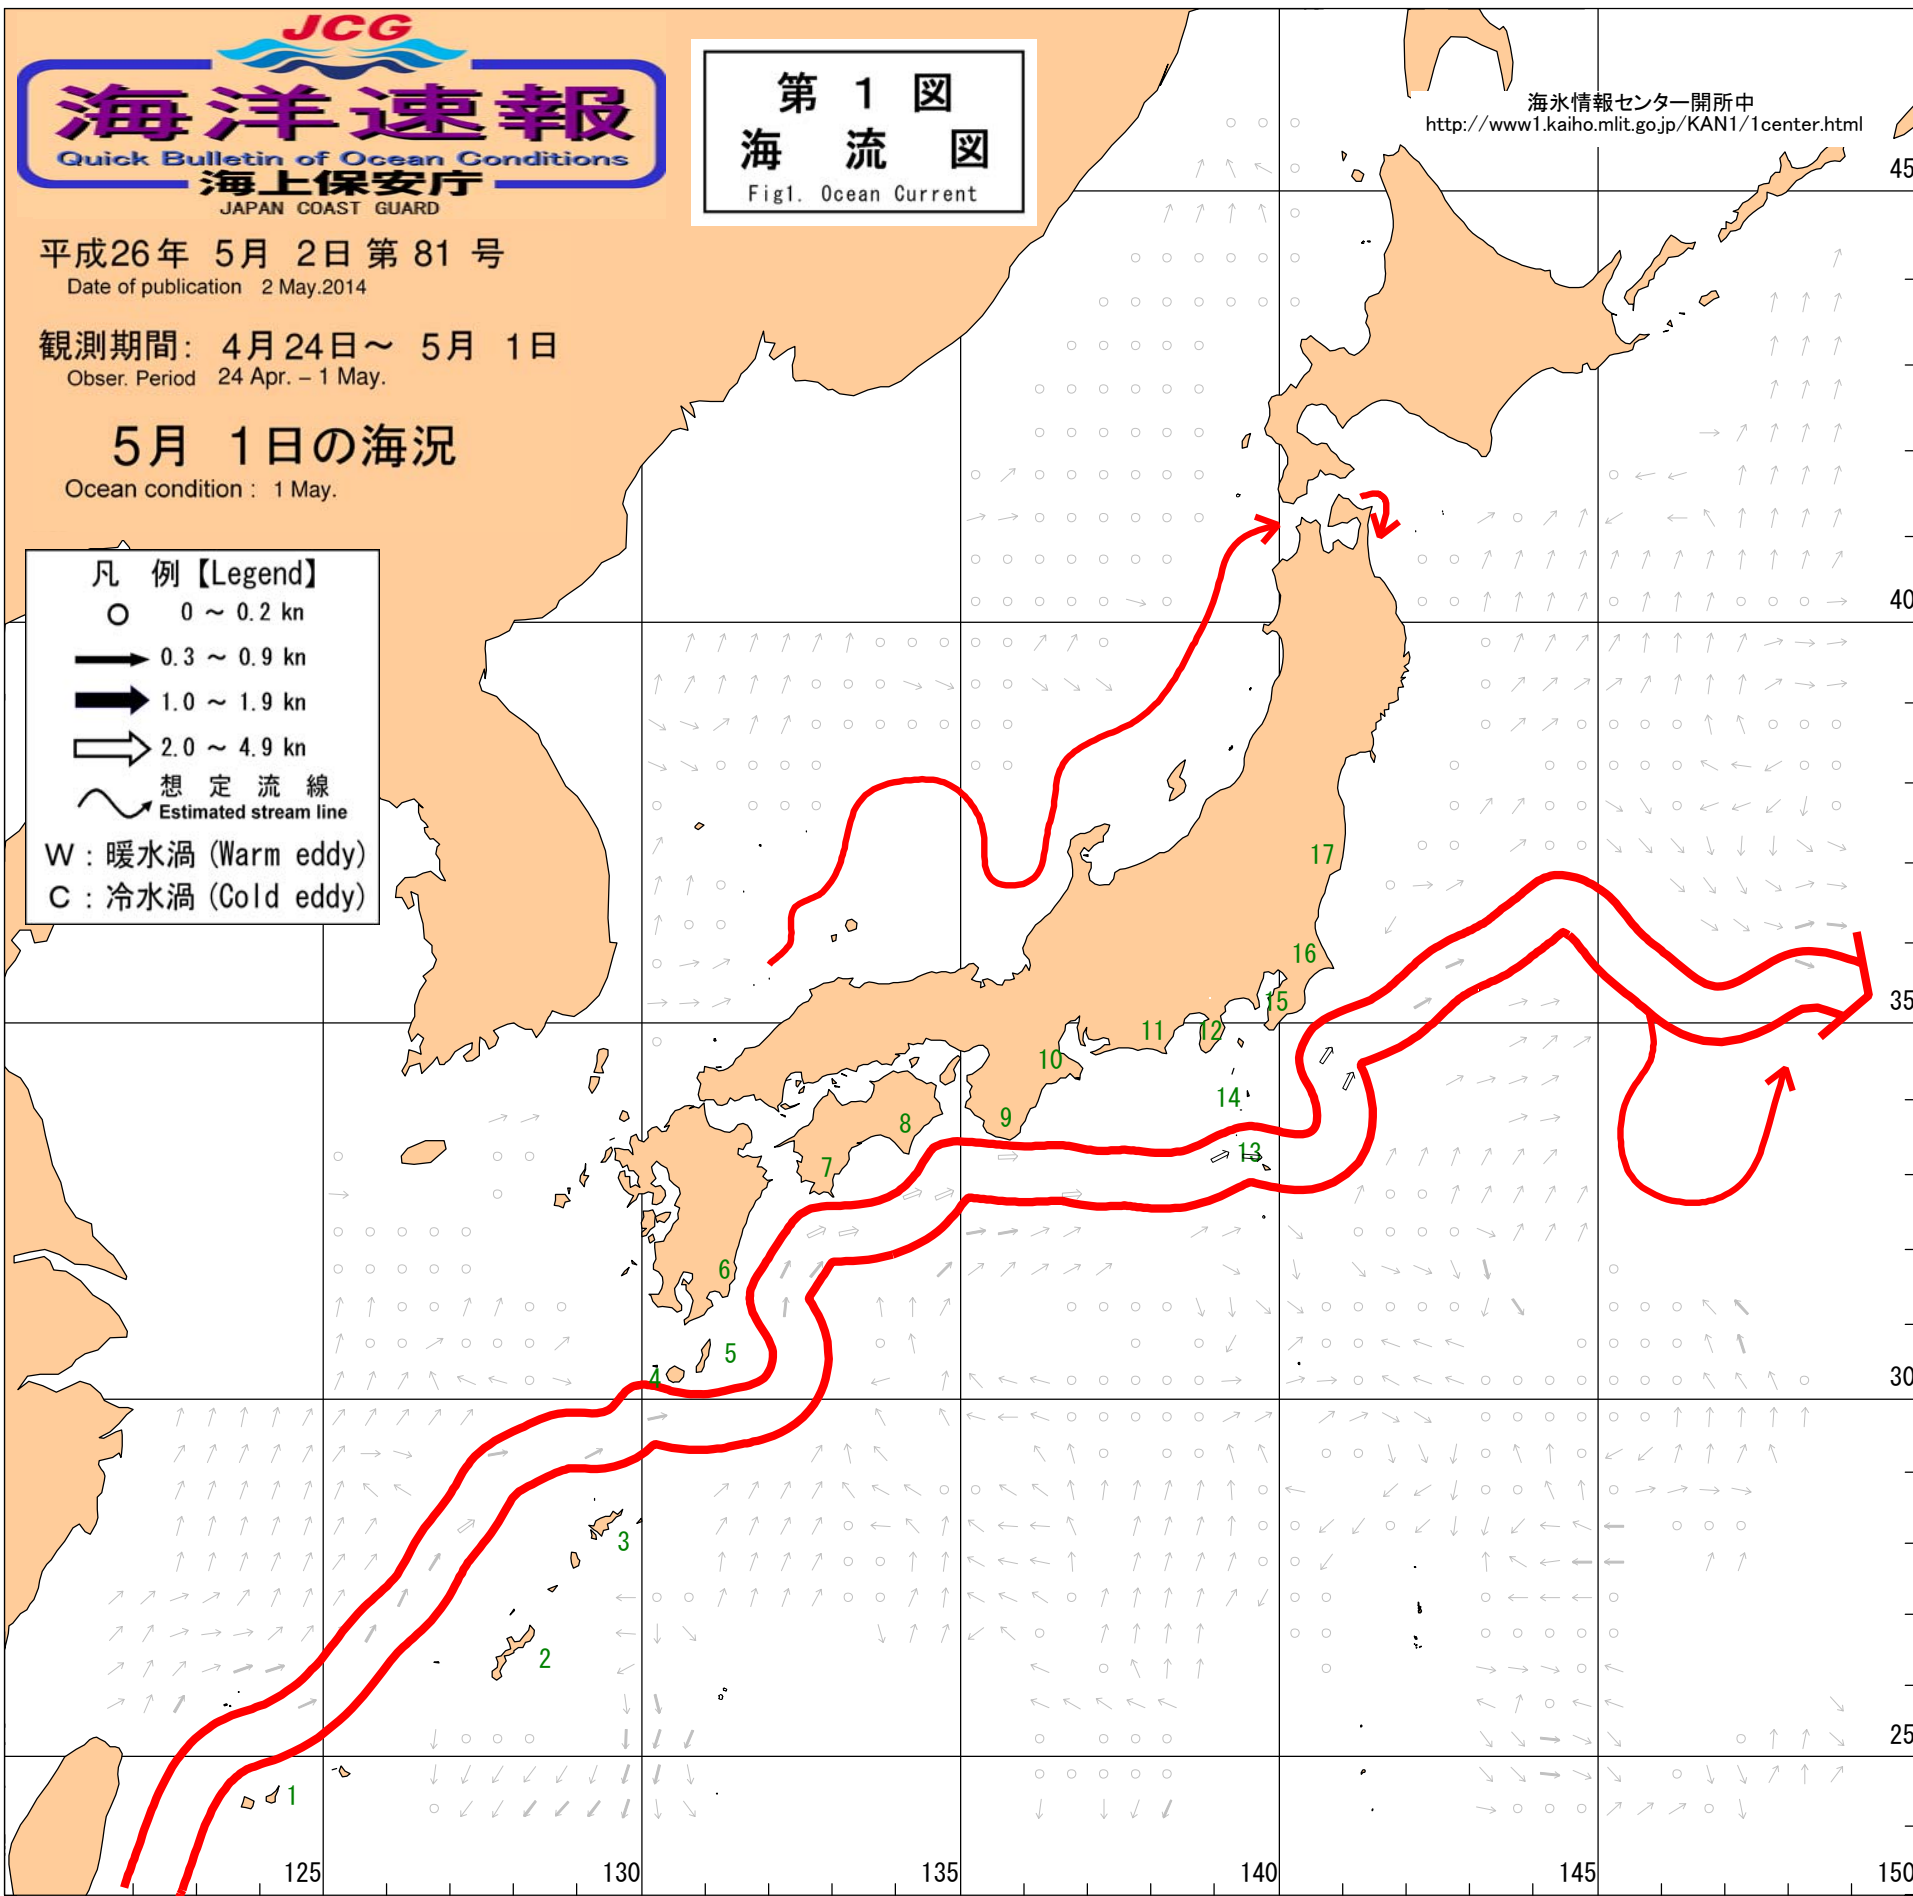 JCG
海洋速報
Quick Bulletin of Ocean Conditions
海上保安庁
JAPAN COAST GUARD
平成26年 5月 2日 第 81 号
Date of publication 2 May.2014
観測期間: 4月24日～ 5月 1日
Obser. Period 24 Apr. – 1 May.
5月 1日の海況
Ocean condition : 1 May.
第 1 図
海 流 図
Fig1. Ocean Current
海氷情報センター開所中
http://www1.kaiho.mlit.go.jp/KAN1/1center.html
凡 例【Legend】
0 ～ 0.2 kn
0.3 ～ 0.9 kn
1.0 ～ 1.9 kn
2.0 ～ 4.9 kn
想 定 流 線
Estimated stream line
W : 暖水渦 (Warm eddy)
C : 冷水渦 (Cold eddy)
45
40
35
30
25
17
16
15
12
11
10
14
9
8
13
7
6
5
4
3
2
1
125
130
135
140
145
150